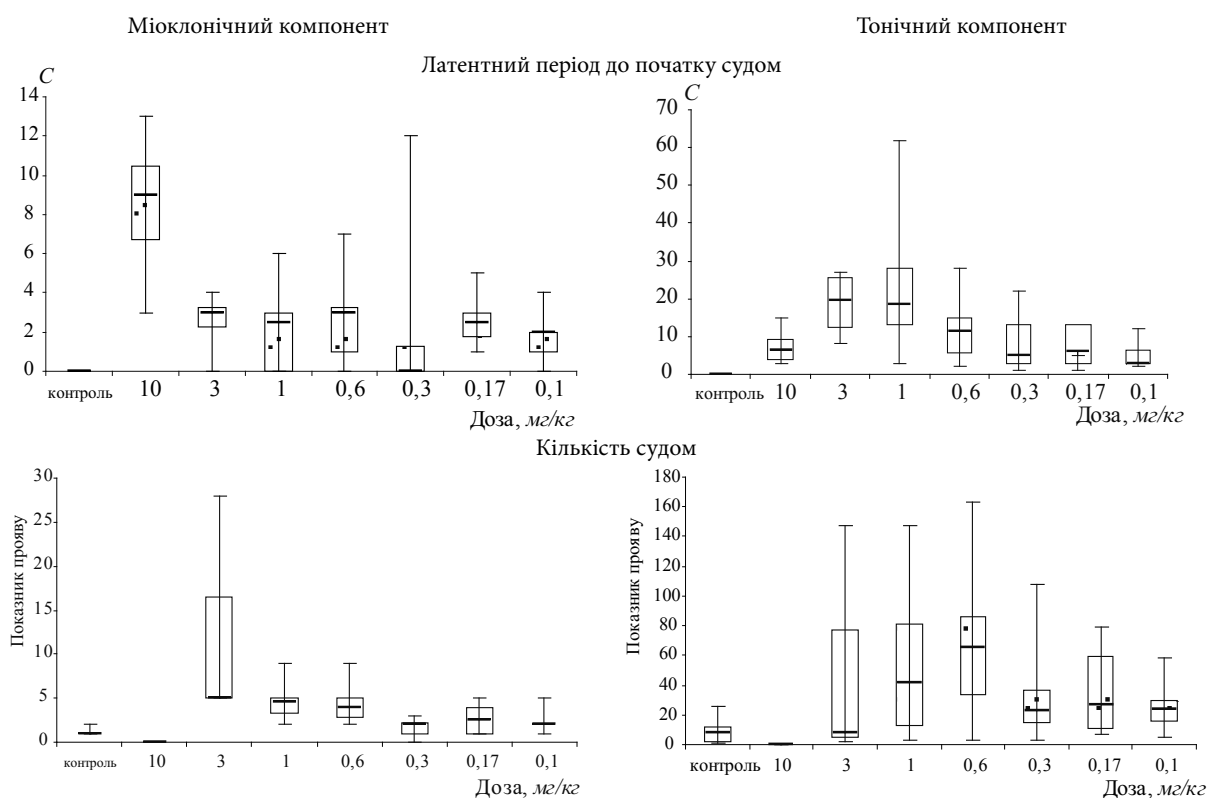 Міоклонічний компонент
Тонічний компонент
Латентний період до початку судом
С
14
12
10
8
6
4
2
0
контроль 10 3 1 0,6 0,3 0,17 0,1
Доза, мг/кг
С
70
60
50
40
30
20
10
0
контроль 10 3 1 0,6 0,3 0,17 0,1
Доза, мг/кг
Кількість судом
Показник прояву
30
25
20
15
10
5
0
контроль 10 3 1 0,6 0,3 0,17 0,1
Доза, мг/кг
Показник прояву
180
160
140
120
100
80
60
40
20
0
контроль 10 3 1 0,6 0,3 0,17 0,1
Доза, мг/кг